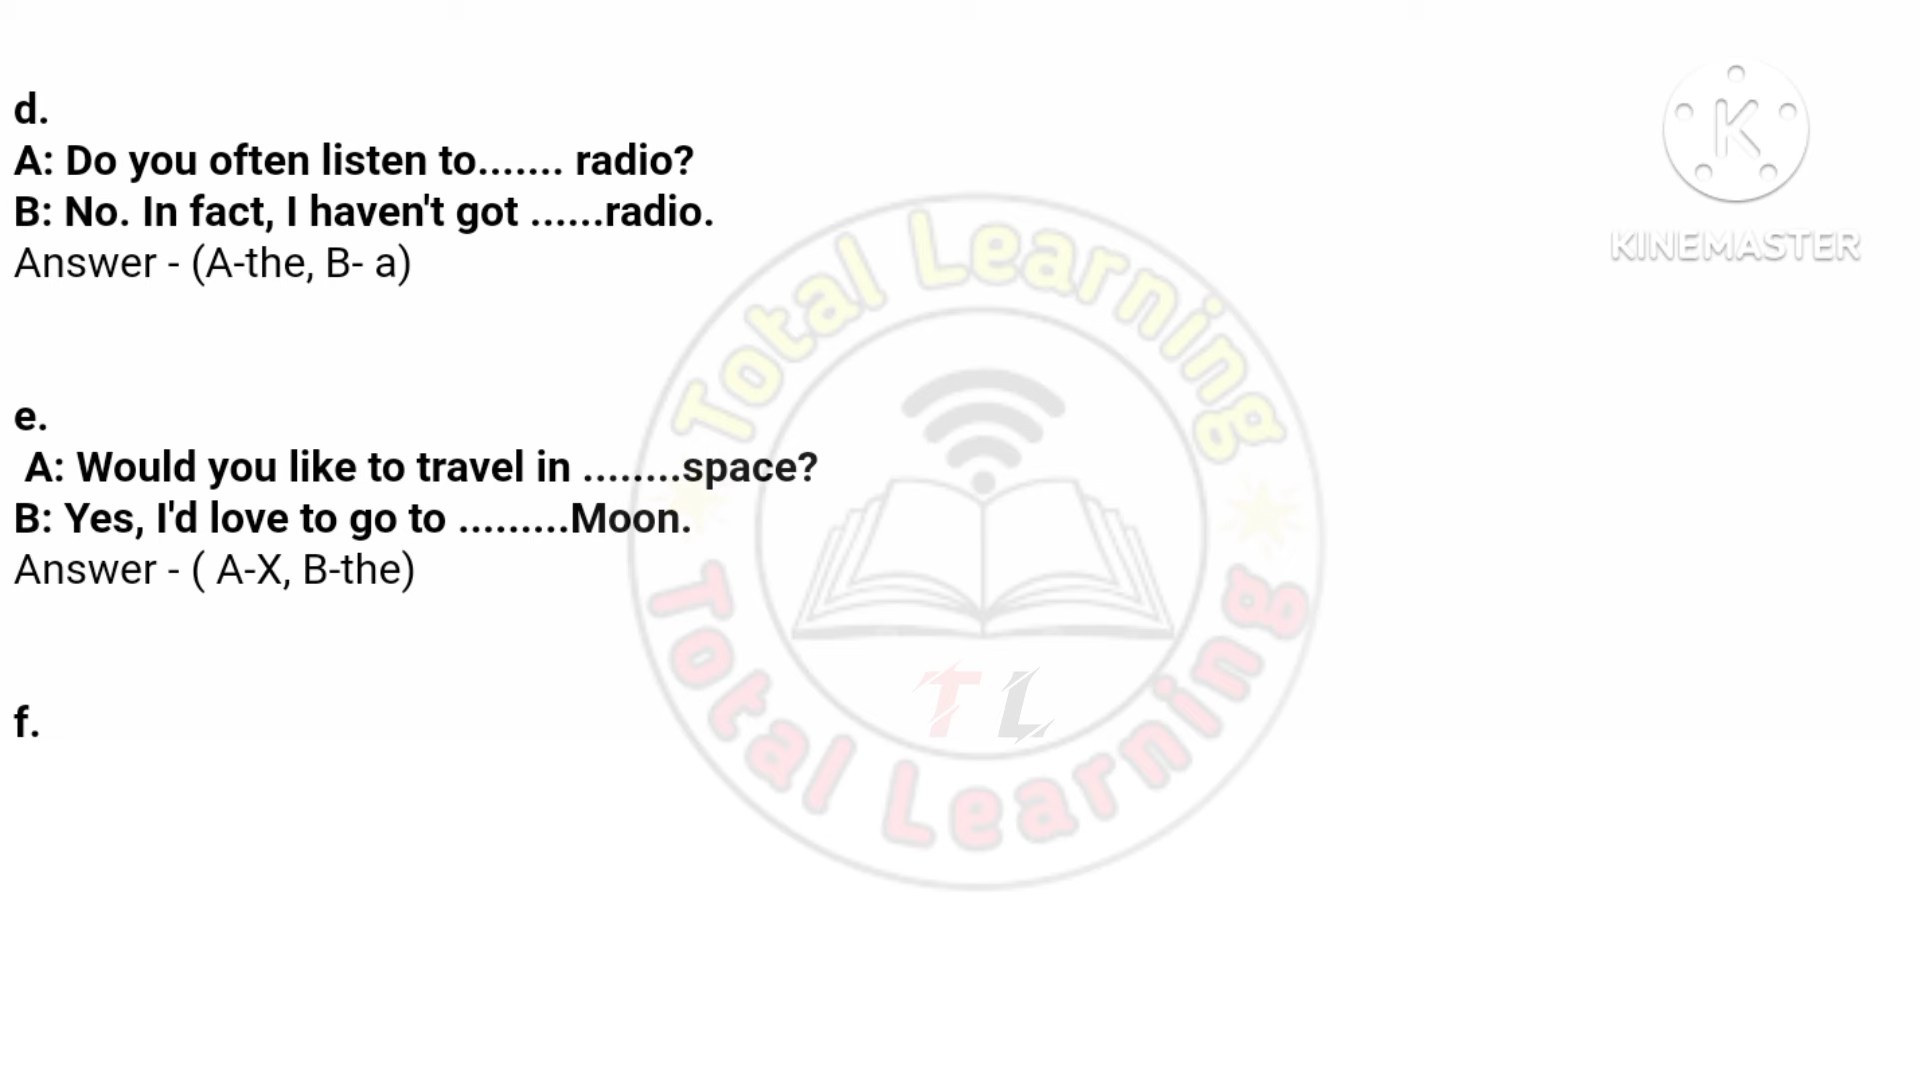 d.
A: Do you often listen to....... radio?
B: No. In fact, I haven't got ......radio.
Answer - (A-the, B- a)
e.
A: Would you like to travel in ........space?
B: Yes, I'd love to go to .........Moon.
Answer - ( A-X, B-the)
f.
K
KINEMASTER
Total Learning
T L
Total Learning